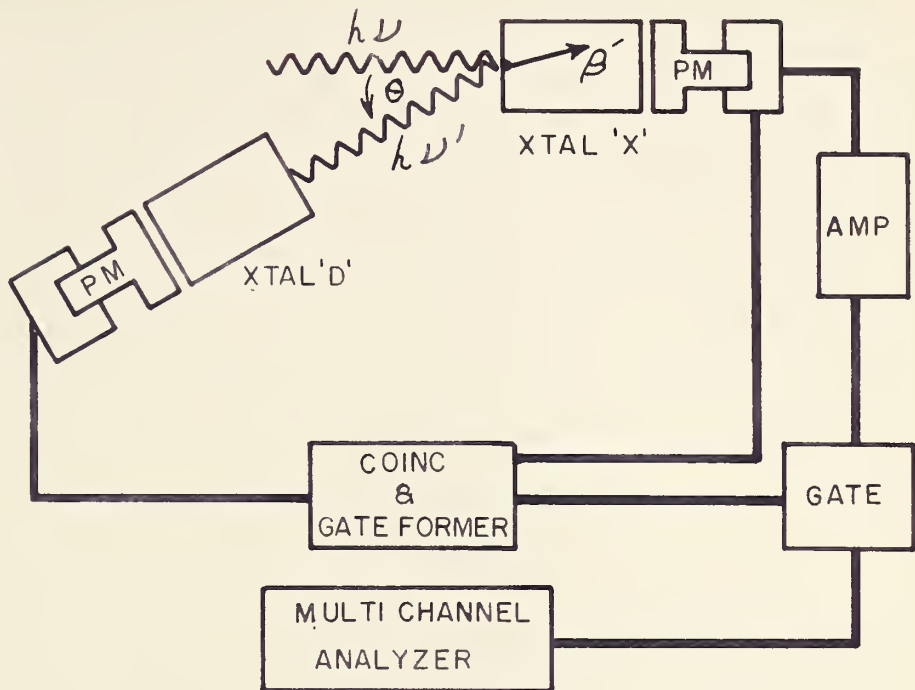 hν
β⁻
PM
θ
hν'
XTAL 'X'
AMP
XTAL 'D'
PM
COINC
&
GATE FORMER
GATE
MULTI CHANNEL
ANALYZER